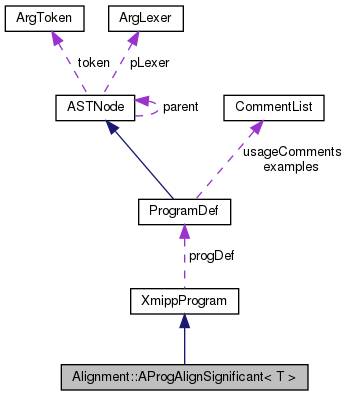 ArgToken
ArgLexer
token
pLexer
ASTNode
parent
CommentList
usageComments
examples
ProgramDef
progDef
XmippProgram
Alignment::AProgAlignSignificant< T >